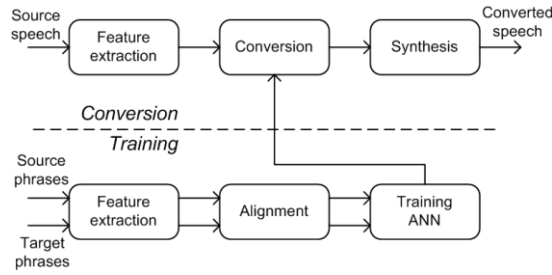 Source
speech
Feature
extraction
Conversion
Synthesis
Converted
speech
Conversion
Training
Source
phrases
Target
phrases
Feature
extraction
Alignment
Training
ANN